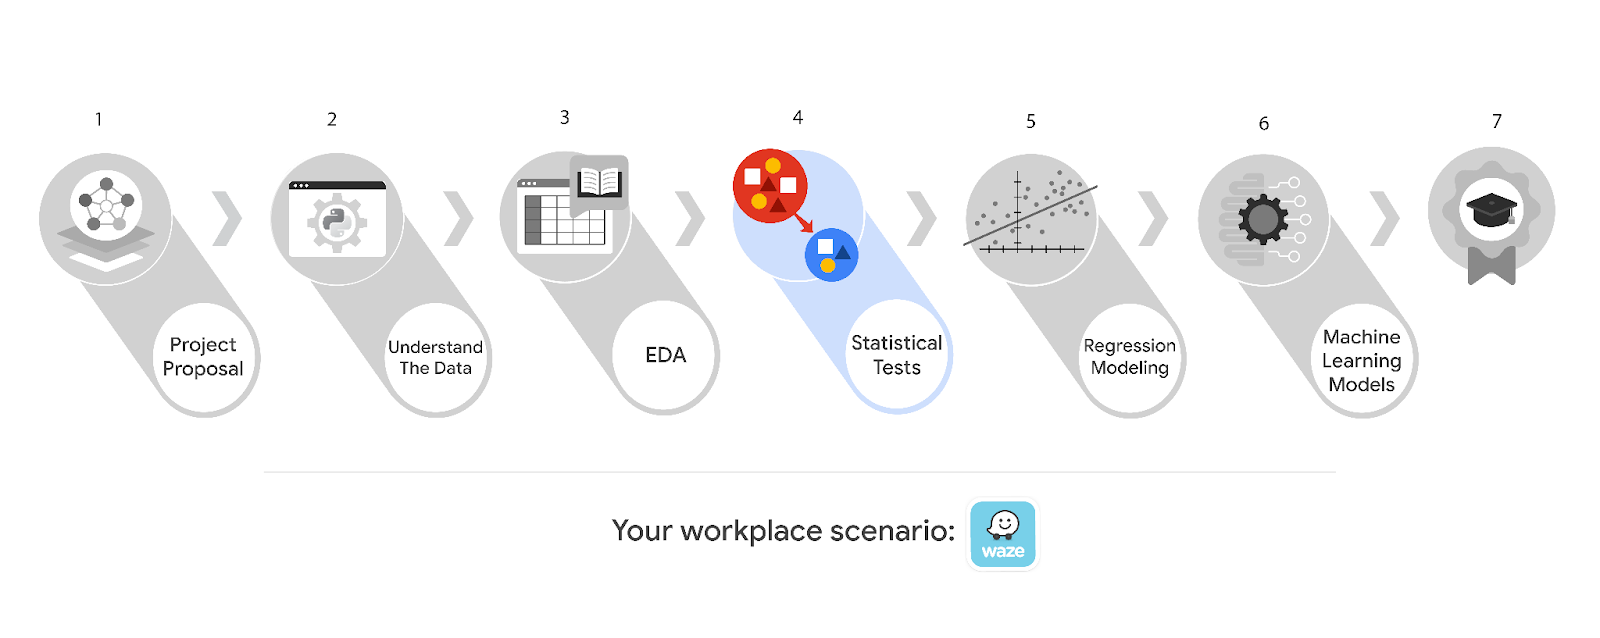 1
2
3
4
5
6
7
Project
Proposal
Understand
The Data
EDA
Statistical
Tests
Regression
Modeling
Machine
Learning
Models
Your workplace scenario:
waze